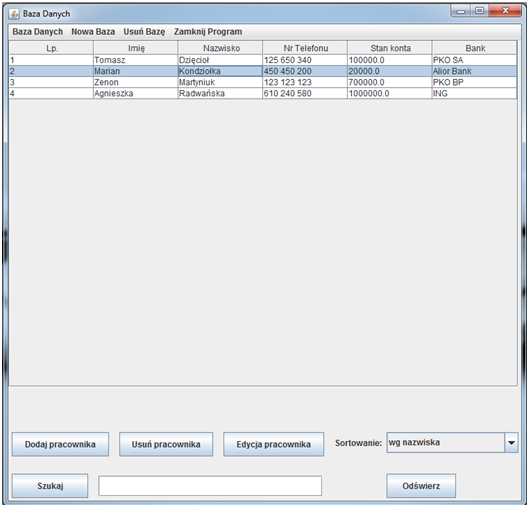 Baza Danych
Baza Danych Nowa Baza Usuń Bazę Zamknij Program
Lp. Imię Nazwisko Nr Telefonu Stan konta Bank
1 Tomasz Dzięcioł 125 650 340 100000.0 PKO SA
2 Marian Kondziołka 450 450 200 20000.0 Alior Bank
3 Zenon Martyniuk 123 123 123 700000.0 PKO BP
4 Agnieszka Radwańska 610 240 580 1000000.0 ING
Dodaj pracownika Usuń pracownika Edycja pracownika Sortowanie: wg nazwiska
Szukaj Odświerz